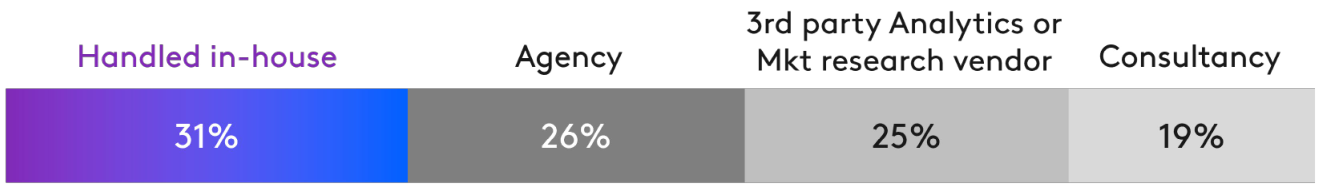 Handled in-house
Agency
3rd party Analytics or
Mkt research vendor
Consultancy
31%
26%
25%
19%